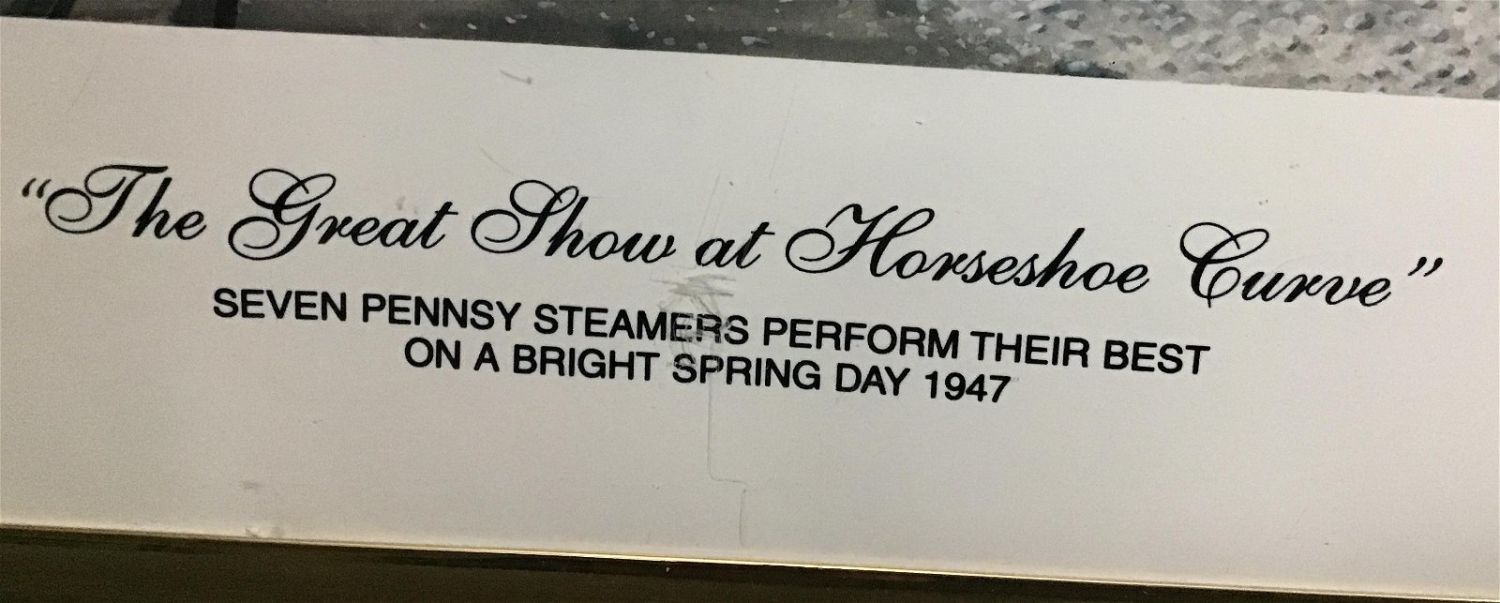 “The Great Show at Horseshoe Curve”
SEVEN PENNSY STEAMERS PERFORM THEIR BEST
ON A BRIGHT SPRING DAY 1947